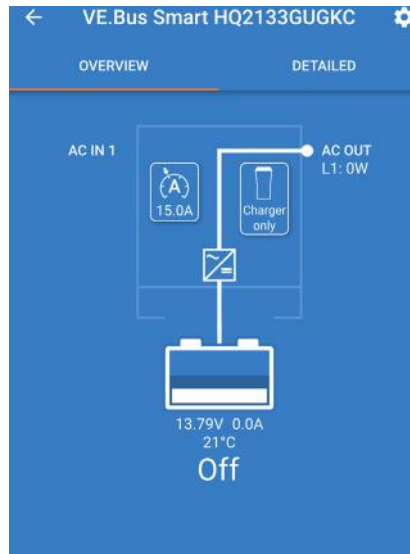 VE.Bus Smart HQ2133GUGKC
OVERVIEW
DETAILED
AC IN 1
AC OUT
L1: 0W
A
15.0A
Charger
only
13.79V 0.0A
21°C
Off